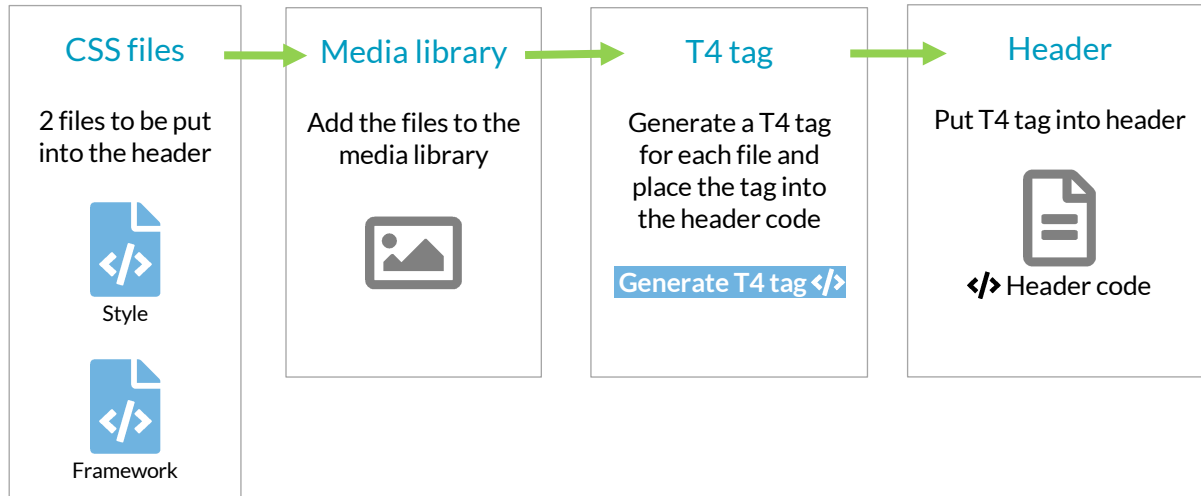 CSS files
2 files to be put
into the header
</>
Style
</>
Framework
Media library
Add the files to the
media library
T4 tag
Generate a T4 tag
for each file and
place the tag into
the header code
Generate T4 tag </>
Header
Put T4 tag into header
</> Header code